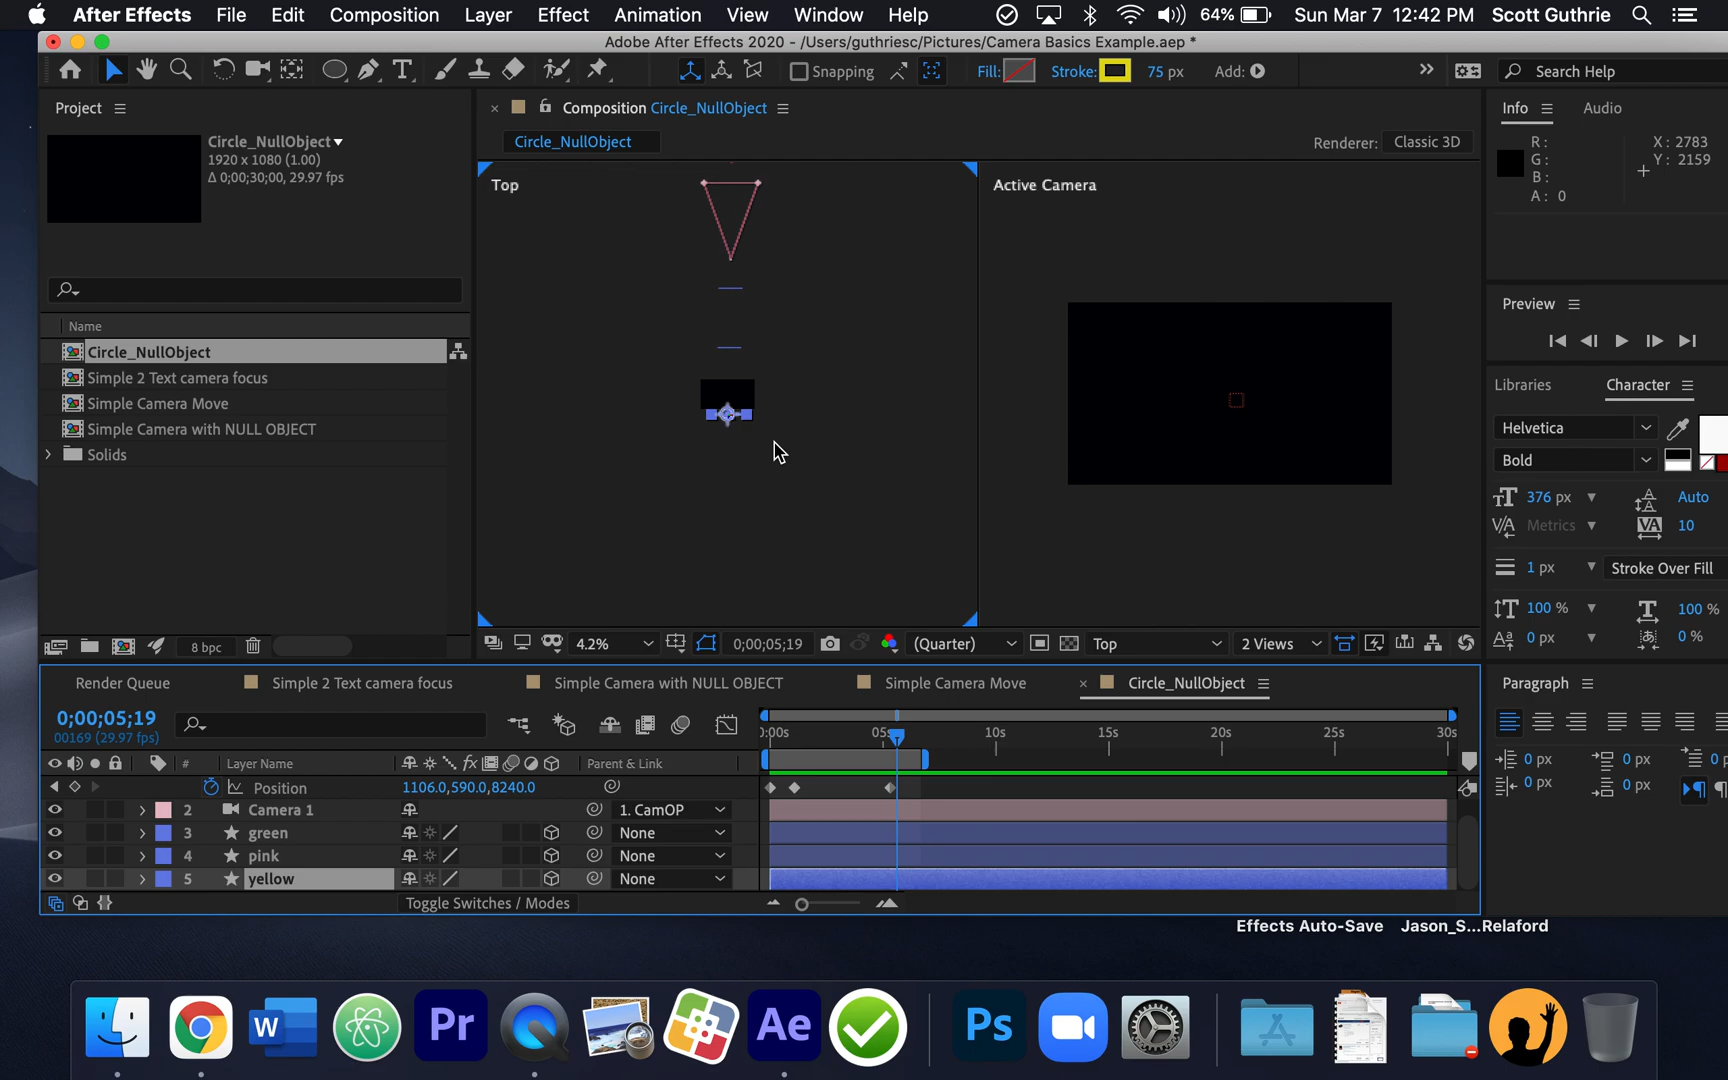 After Effects File Edit Composition Layer Effect Animation View Window Help 64% Sun Mar 7 12:42 PM Scott Guthrie
Adobe After Effects 2020 - /Users/guthriesc/Pictures/Camera Basics Example.aep *
T Snapping Fill: Stroke: 75 px Add: Search Help
Project
Circle_NullObject
1920 x 1080 (1.00)
Δ 0;00;30;00, 29.97 fps
Name
Circle_NullObject
Simple 2 Text camera focus
Simple Camera Move
Simple Camera with NULL OBJECT
Solids
8 bpc
Composition Circle_NullObject
Circle_NullObject
Renderer: Classic 3D
Top
Active Camera
4.2% 0;00;05;19 (Quarter) Top 2 Views
Info Audio
R:
G:
B:
A: 0
X: 2783
Y: 2159
Preview
Libraries Character
Helvetica
Bold
376 px Auto
Metrics 10
1 px Stroke Over Fill
100 % 100 %
0 px 0 %
Paragraph
0 px 0 px 0
0 px 0 px
Render Queue Simple 2 Text camera focus Simple Camera with NULL OBJECT Simple Camera Move Circle_NullObject
0;00;05;19
00169 (29.97 fps)
0:00s 05s 10s 15s 20s 25s 30s
# Layer Name fx Parent & Link
Position 1106.0,590.0,8240.0
2 Camera 1 1. CamOP
3 green None
4 pink None
5 yellow None
Toggle Switches / Modes
Effects Auto-Save Jason_S...Relaford
W Pr Ae Ps